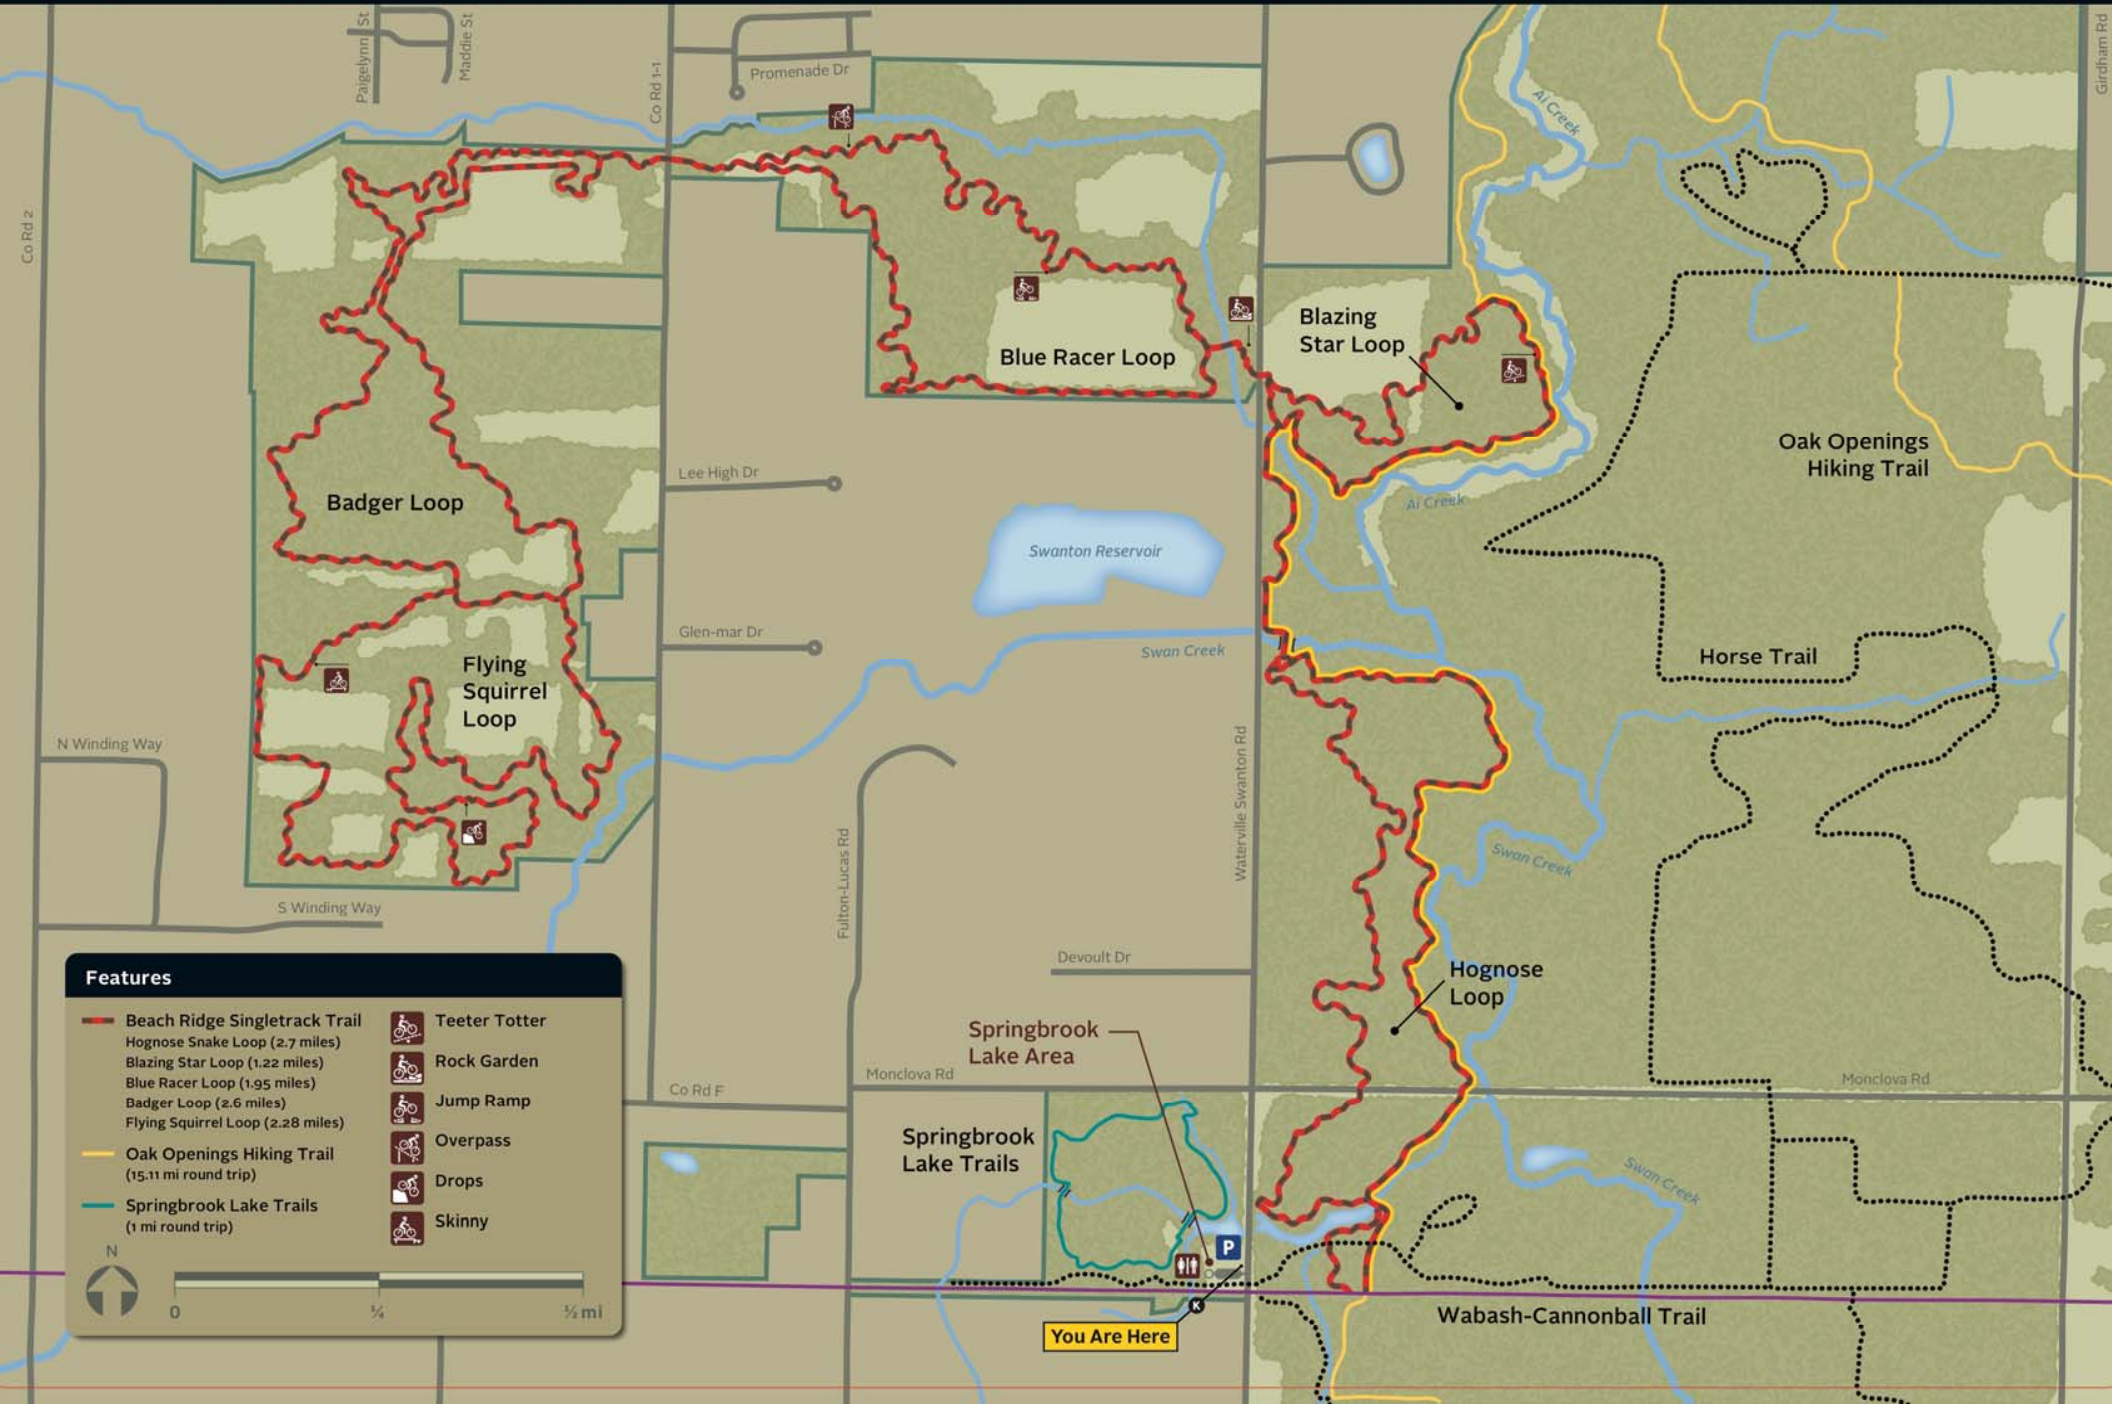 Paigelynn St
Maddie St
Co Rd 1-1
Promenade Dr
Girdham Rd
Ai Creek
Co Rd 2
Blazing
Star Loop
Blue Racer Loop
Oak Openings
Hiking Trail
Lee High Dr
Badger Loop
Ai Creek
Swanton Reservoir
Glen-mar Dr
Swan Creek
Horse Trail
Flying
Squirrel
Loop
N Winding Way
Waterville Swanton Rd
Fulton-Lucas Rd
Swan Creek
S Winding Way
Devoult Dr
Hognose
Loop
Springbrook
Lake Area
Monclova Rd
Monclova Rd
Co Rd F
Springbrook
Lake Trails
Swan Creek
P
K
You Are Here
Wabash-Cannonball Trail
Features
Beach Ridge Singletrack Trail
Hognose Snake Loop (2.7 miles)
Blazing Star Loop (1.22 miles)
Blue Racer Loop (1.95 miles)
Badger Loop (2.6 miles)
Flying Squirrel Loop (2.28 miles)
Oak Openings Hiking Trail
(15.11 mi round trip)
Springbrook Lake Trails
(1 mi round trip)
Teeter Totter
Rock Garden
Jump Ramp
Overpass
Drops
Skinny
N
0 ¼ ½ mi